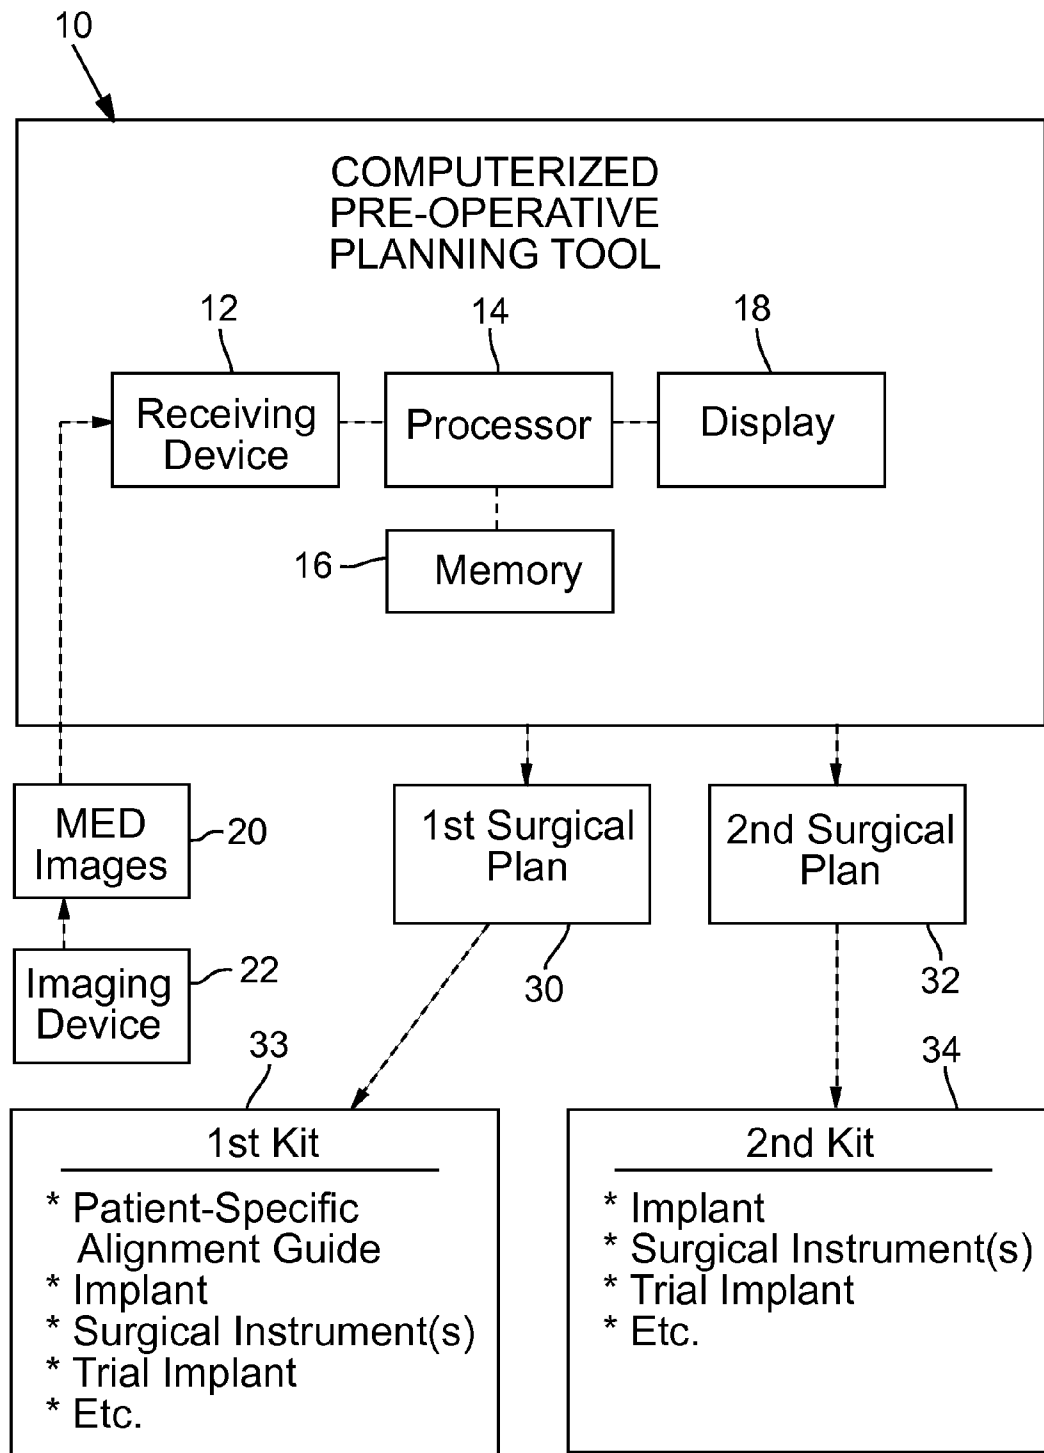 10
COMPUTERIZED
PRE-OPERATIVE
PLANNING TOOL
12
14
18
Receiving
Device
Processor
Display
16
Memory
MED
Images
20
1st Surgical
Plan
2nd Surgical
Plan
Imaging
Device
22
30
32
33
34
1st Kit
* Patient-Specific
Alignment Guide
* Implant
* Surgical Instrument(s)
* Trial Implant
* Etc.
2nd Kit
* Implant
* Surgical Instrument(s)
* Trial Implant
* Etc.